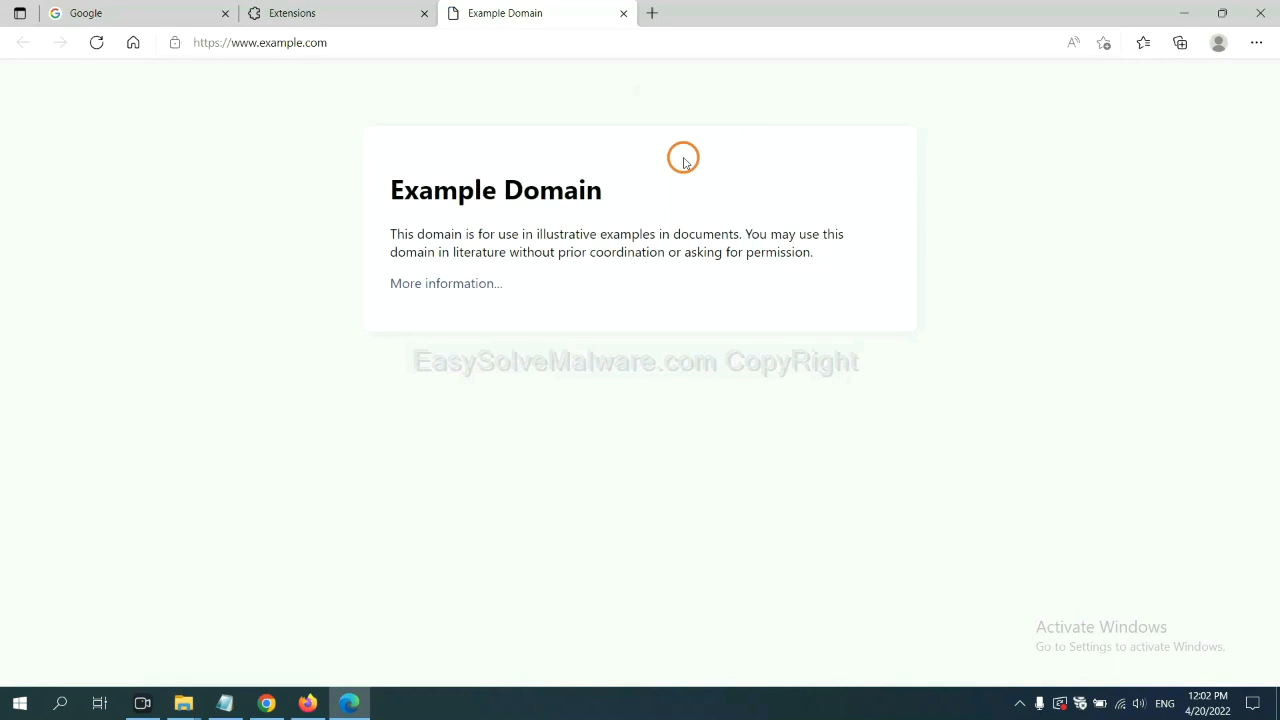 Google
Extensions
Example Domain
https://www.example.com
Example Domain
This domain is for use in illustrative examples in documents. You may use this
domain in literature without prior coordination or asking for permission.
More information...
EasySolveMalware.com CopyRight
Activate Windows
Go to Settings to activate Windows.
ENG
12:02 PM
4/20/2022